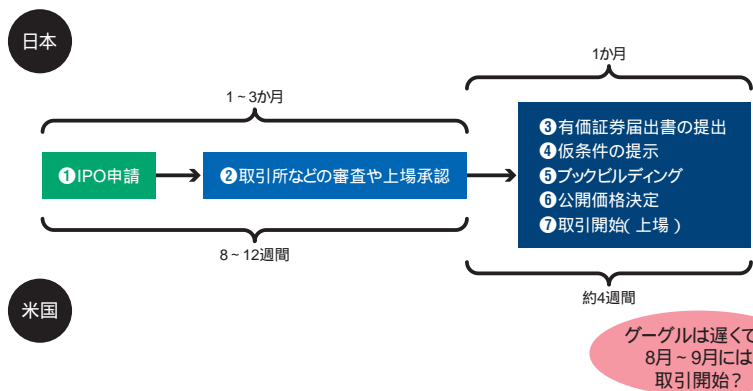 日本
1か月
1~3か月
❶IPO申請
❷取引所などの審査や上場承認
❸有価証券届出書の提出
❹仮条件の提示
❺ブックビルディング
❻公開価格決定
❼取引開始(上場)
8~12週間
約4週間
米国
グーグルは遅くて
8月~9月には
取引開始?